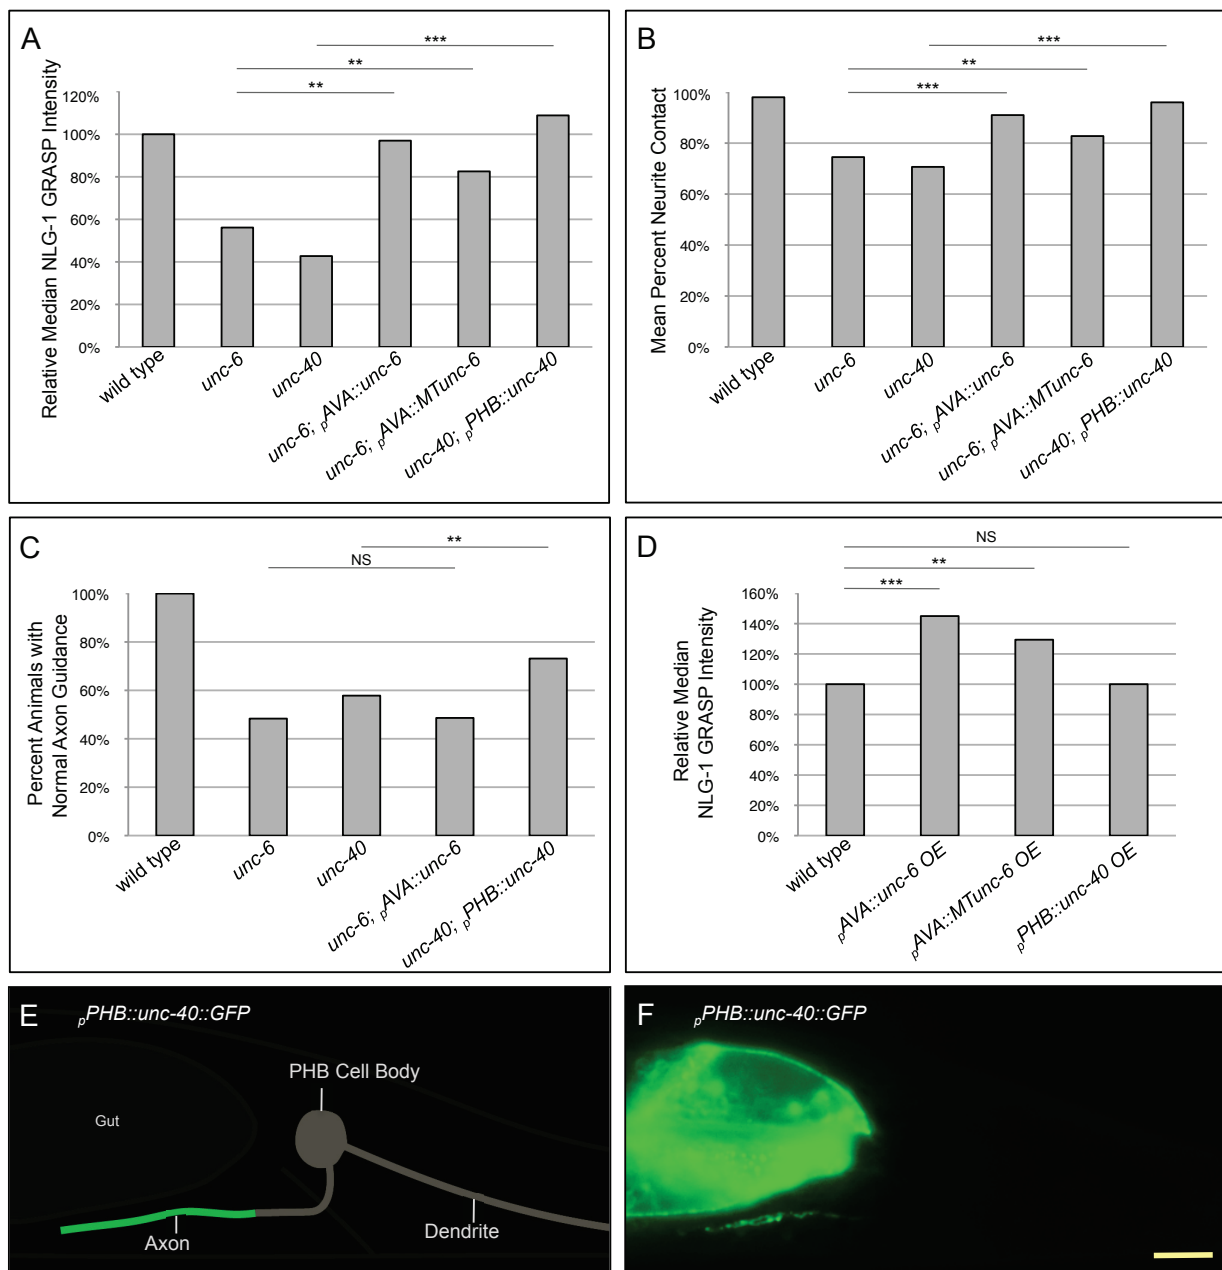 A
***
**
**
Relative Median NLG-1 GRASP Intensity
120%
100%
80%
60%
40%
20%
0%
wild type
unc-6
unc-40
unc-6; pAVA::unc-6
unc-6; pAVA::MTunc-6
unc-40; pPHB::unc-40
B
***
**
***
Mean Percent Neurite Contact
100%
80%
60%
40%
20%
0%
wild type
unc-6
unc-40
unc-6; pAVA::unc-6
unc-6; pAVA::MTunc-6
unc-40; pPHB::unc-40
C
**
NS
Percent Animals with
Normal Axon Guidance
100%
80%
60%
40%
20%
0%
wild type
unc-6
unc-40
unc-6; pAVA::unc-6
unc-40; pPHB::unc-40
D
NS
**
***
Relative Median
NLG-1 GRASP Intensity
160%
140%
120%
100%
80%
60%
40%
20%
0%
wild type
pAVA::unc-6 OE
pAVA::MTunc-6 OE
pPHB::unc-40 OE
E
pPHB::unc-40::GFP
PHB Cell Body
Gut
Axon
Dendrite
F
pPHB::unc-40::GFP